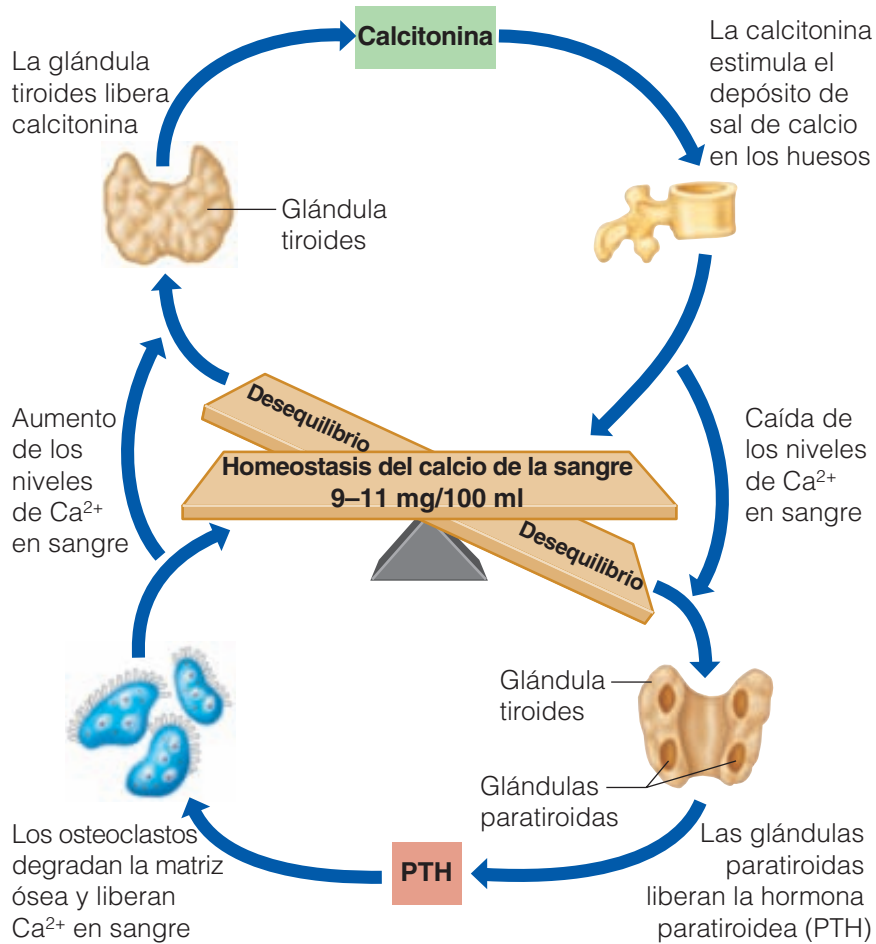 Calcitonina
La glándula
tiroides libera
calcitonina
La calcitonina
estimula el
depósito de
sal de calcio
en los huesos
Glándula
tiroides
Aumento
de los
niveles
de Ca²⁺
en sangre
Desequilibrio
Homeostasis del calcio de la sangre
9–11 mg/100 ml
Desequilibrio
Caída de
los niveles
de Ca²⁺
en sangre
Glándula
tiroides
Glándulas
paratiroidas
Los osteoclastos
degradan la matriz
ósea y liberan
Ca²⁺ en sangre
PTH
Las glándulas
paratiroidas
liberan la hormona
paratiroidea (PTH)